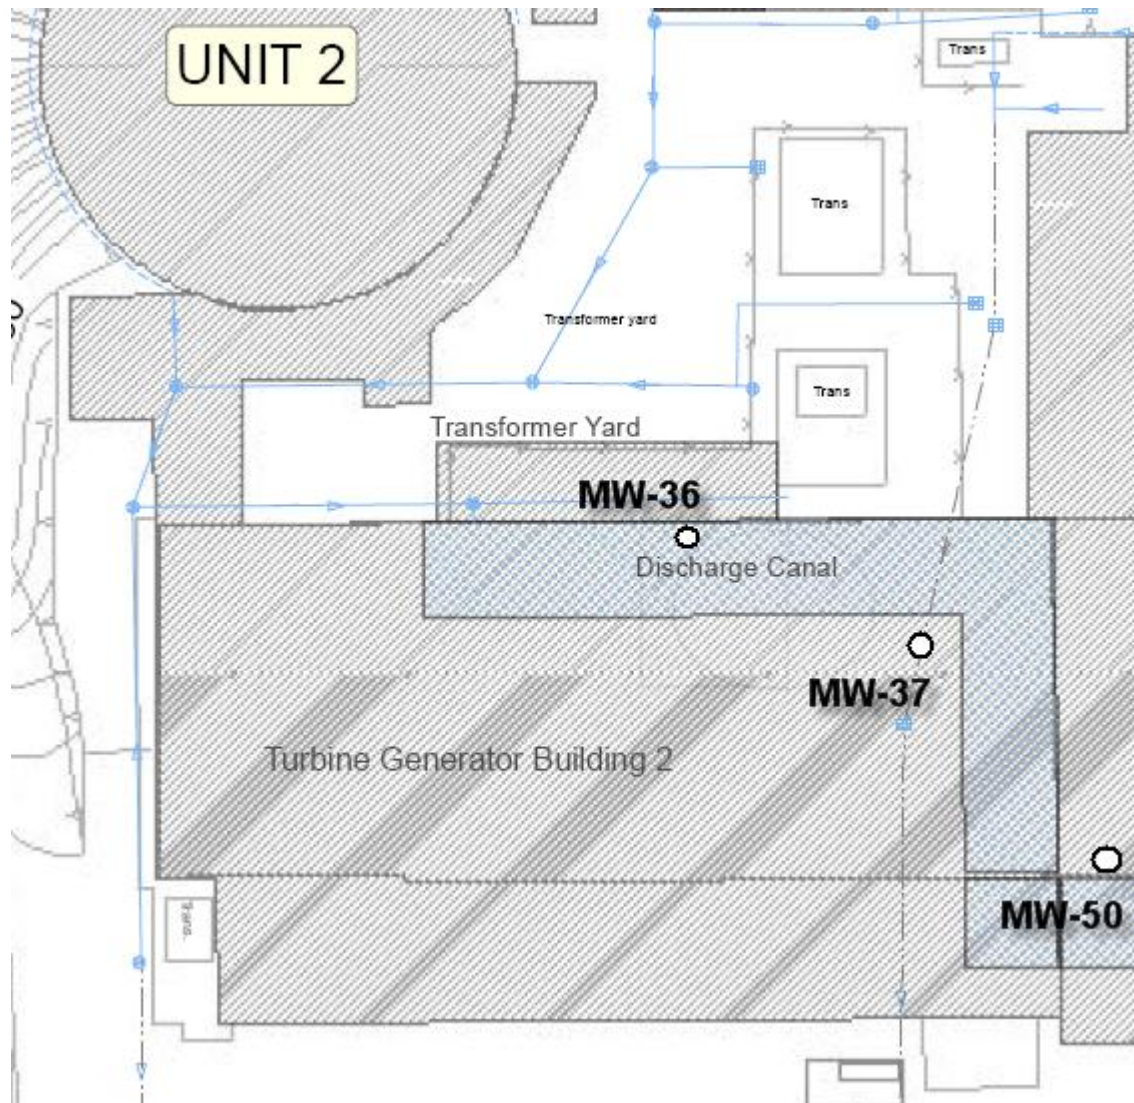 UNIT 2
Trans
Trans
Transformer yard
Trans
Transformer Yard
MW-36
Discharge Canal
MW-37
Turbine Generator Building 2
MW-50
Trans.